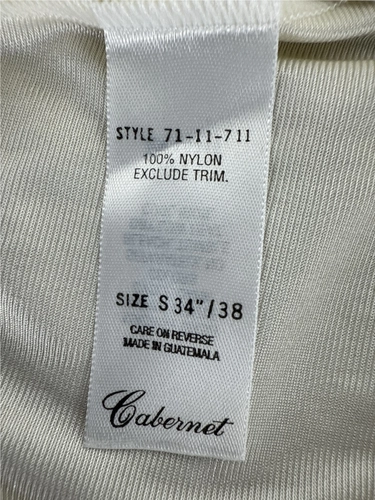 STYLE 71-11-711
100% NYLON
EXCLUDE TRIM.
SIZE S 34"/38
CARE ON REVERSE
MADE IN GUATEMALA
Cabernet